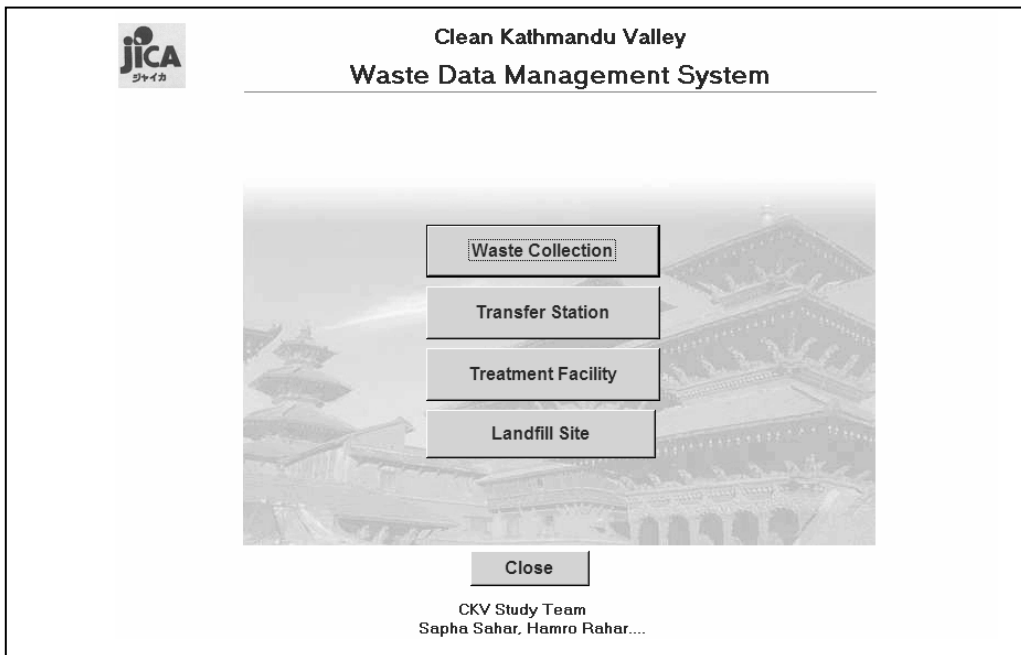 jICA
ジャイカ
Clean Kathmandu Valley
Waste Data Management System
Waste Collection
Transfer Station
Treatment Facility
Landfill Site
Close
CKV Study Team
Sapha Sahar, Hamro Rahar....